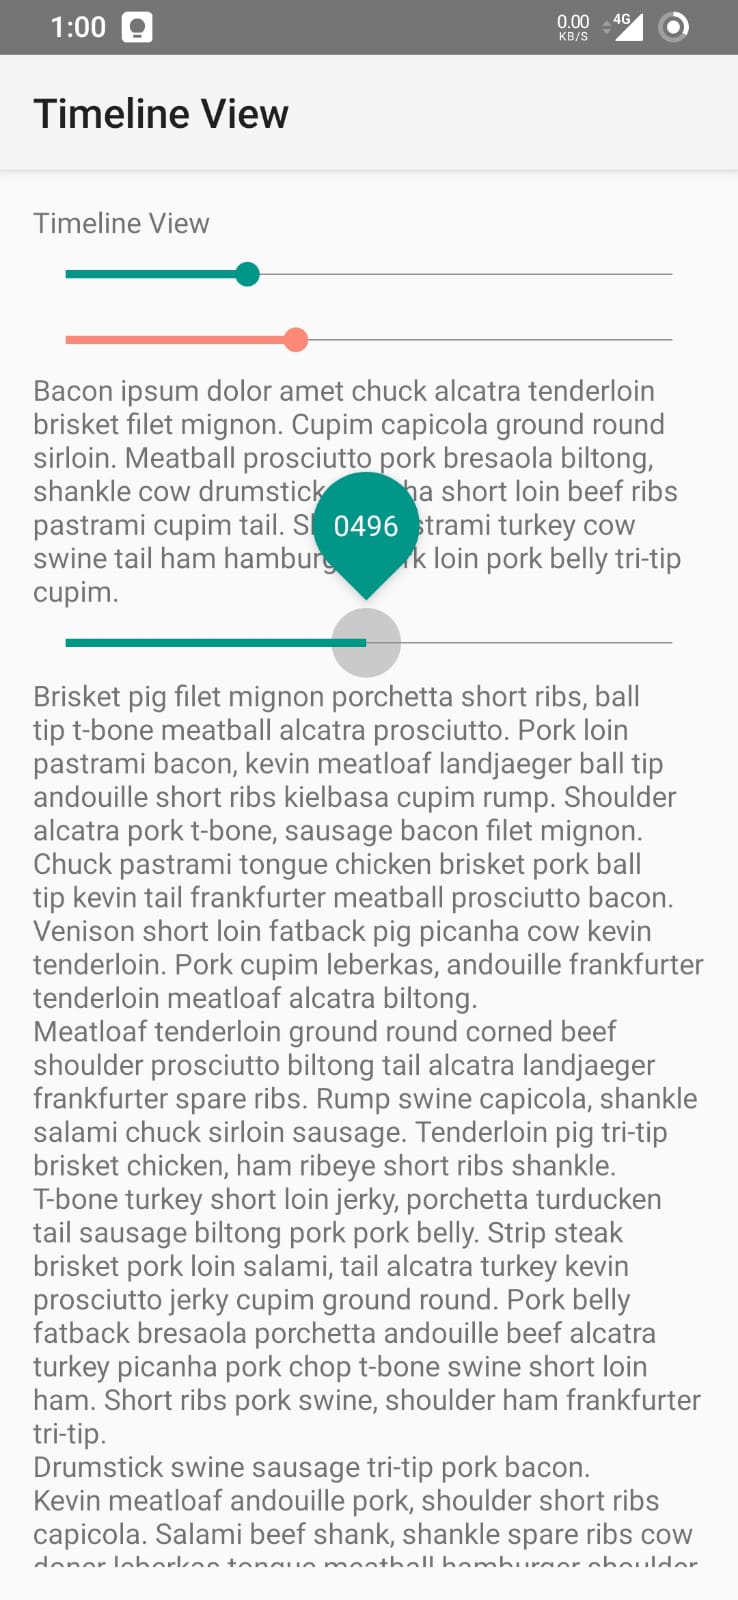 1:00
0.00
KB/S
4G
Timeline View
Timeline View
Bacon ipsum dolor amet chuck alcatra tenderloin
brisket filet mignon. Cupim capicola ground round
sirloin. Meatball prosciutto pork bresaola biltong,
shankle cow drumstick short loin beef ribs
pastrami cupim tail. turkey cow
swine tail ham loin pork belly tri-tip
cupim.
0496
Brisket pig filet mignon porchetta short ribs, ball
tip t-bone meatball alcatra prosciutto. Pork loin
pastrami bacon, kevin meatloaf landjaeger ball tip
andouille short ribs kielbasa cupim rump. Shoulder
alcatra pork t-bone, sausage bacon filet mignon.
Chuck pastrami tongue chicken brisket pork ball
tip kevin tail frankfurter meatball prosciutto bacon.
Venison short loin fatback pig picanha cow kevin
tenderloin. Pork cupim leberkas, andouille frankfurter
tenderloin meatloaf alcatra biltong.
Meatloaf tenderloin ground round corned beef
shoulder prosciutto biltong tail alcatra landjaeger
frankfurter spare ribs. Rump swine capicola, shankle
salami chuck sirloin sausage. Tenderloin pig tri-tip
brisket chicken, ham ribeye short ribs shankle.
T-bone turkey short loin jerky, porchetta turducken
tail sausage biltong pork pork belly. Strip steak
brisket pork loin salami, tail alcatra turkey kevin
prosciutto jerky cupim ground round. Pork belly
fatback bresaola porchetta andouille beef alcatra
turkey picanha pork chop t-bone swine short loin
ham. Short ribs pork swine, shoulder ham frankfurter
tri-tip.
Drumstick swine sausage tri-tip pork bacon.
Kevin meatloaf andouille pork, shoulder short ribs
capicola. Salami beef shank, shankle spare ribs cow
doner leberkas tongue meatball hamburger shoulder